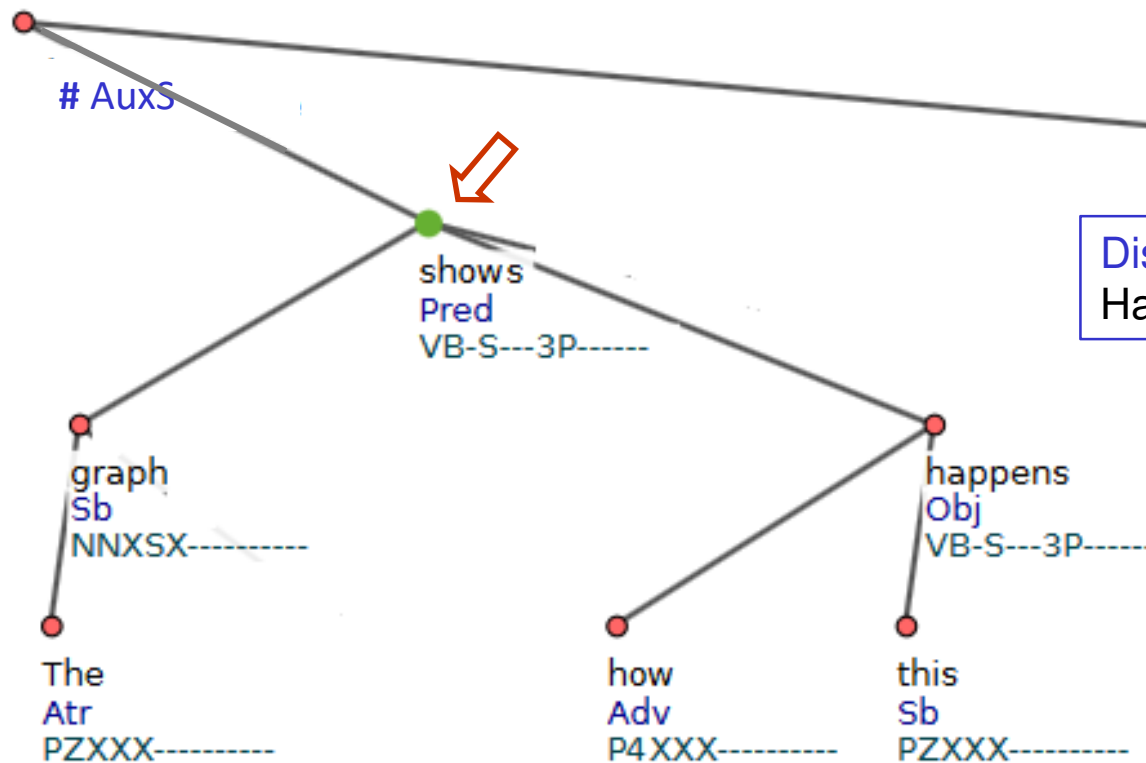 # AuxS
shows
Pred
VB-S---3P------
graph
Sb
NNXSX----------
happens
Obj
VB-S---3P------
The
Atr
PZXXX----------
how
Adv
P4XXX----------
this
Sb
PZXXX----------